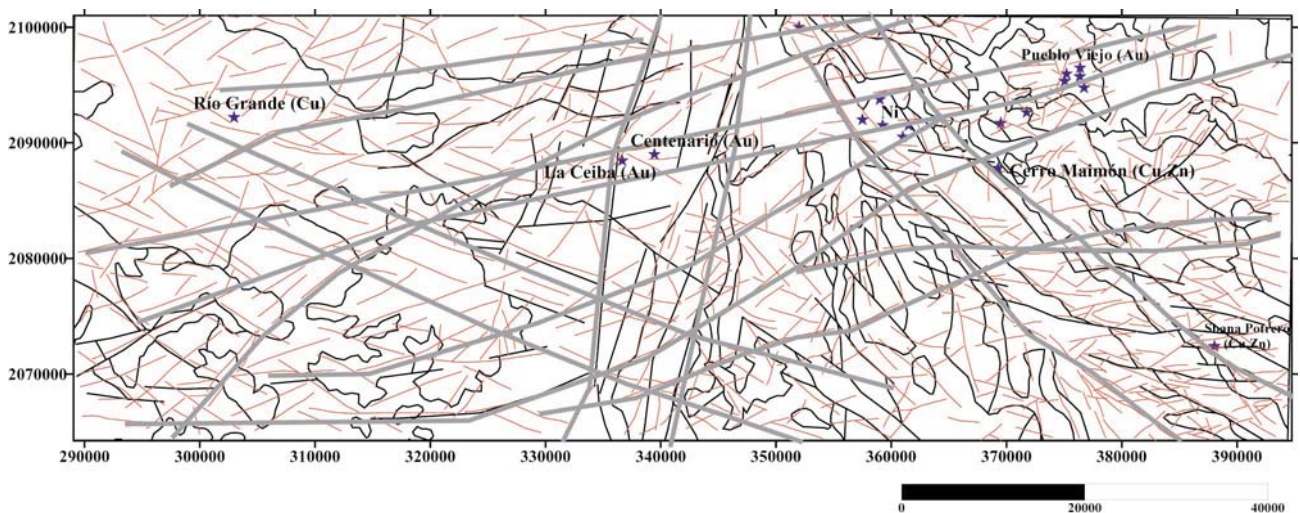 2100000
Pueblo Viejo (Au)
Rio Grande (Cu)
Ni
2090000
Centenario (Au)
La Ceiba (Au)
Cerro Maimón (Cu,Zn)
2080000
Sbana Potrero
(Cu Zn)
2070000
290000 300000 310000 320000 330000 340000 350000 360000 370000 380000 390000
0 20000 40000